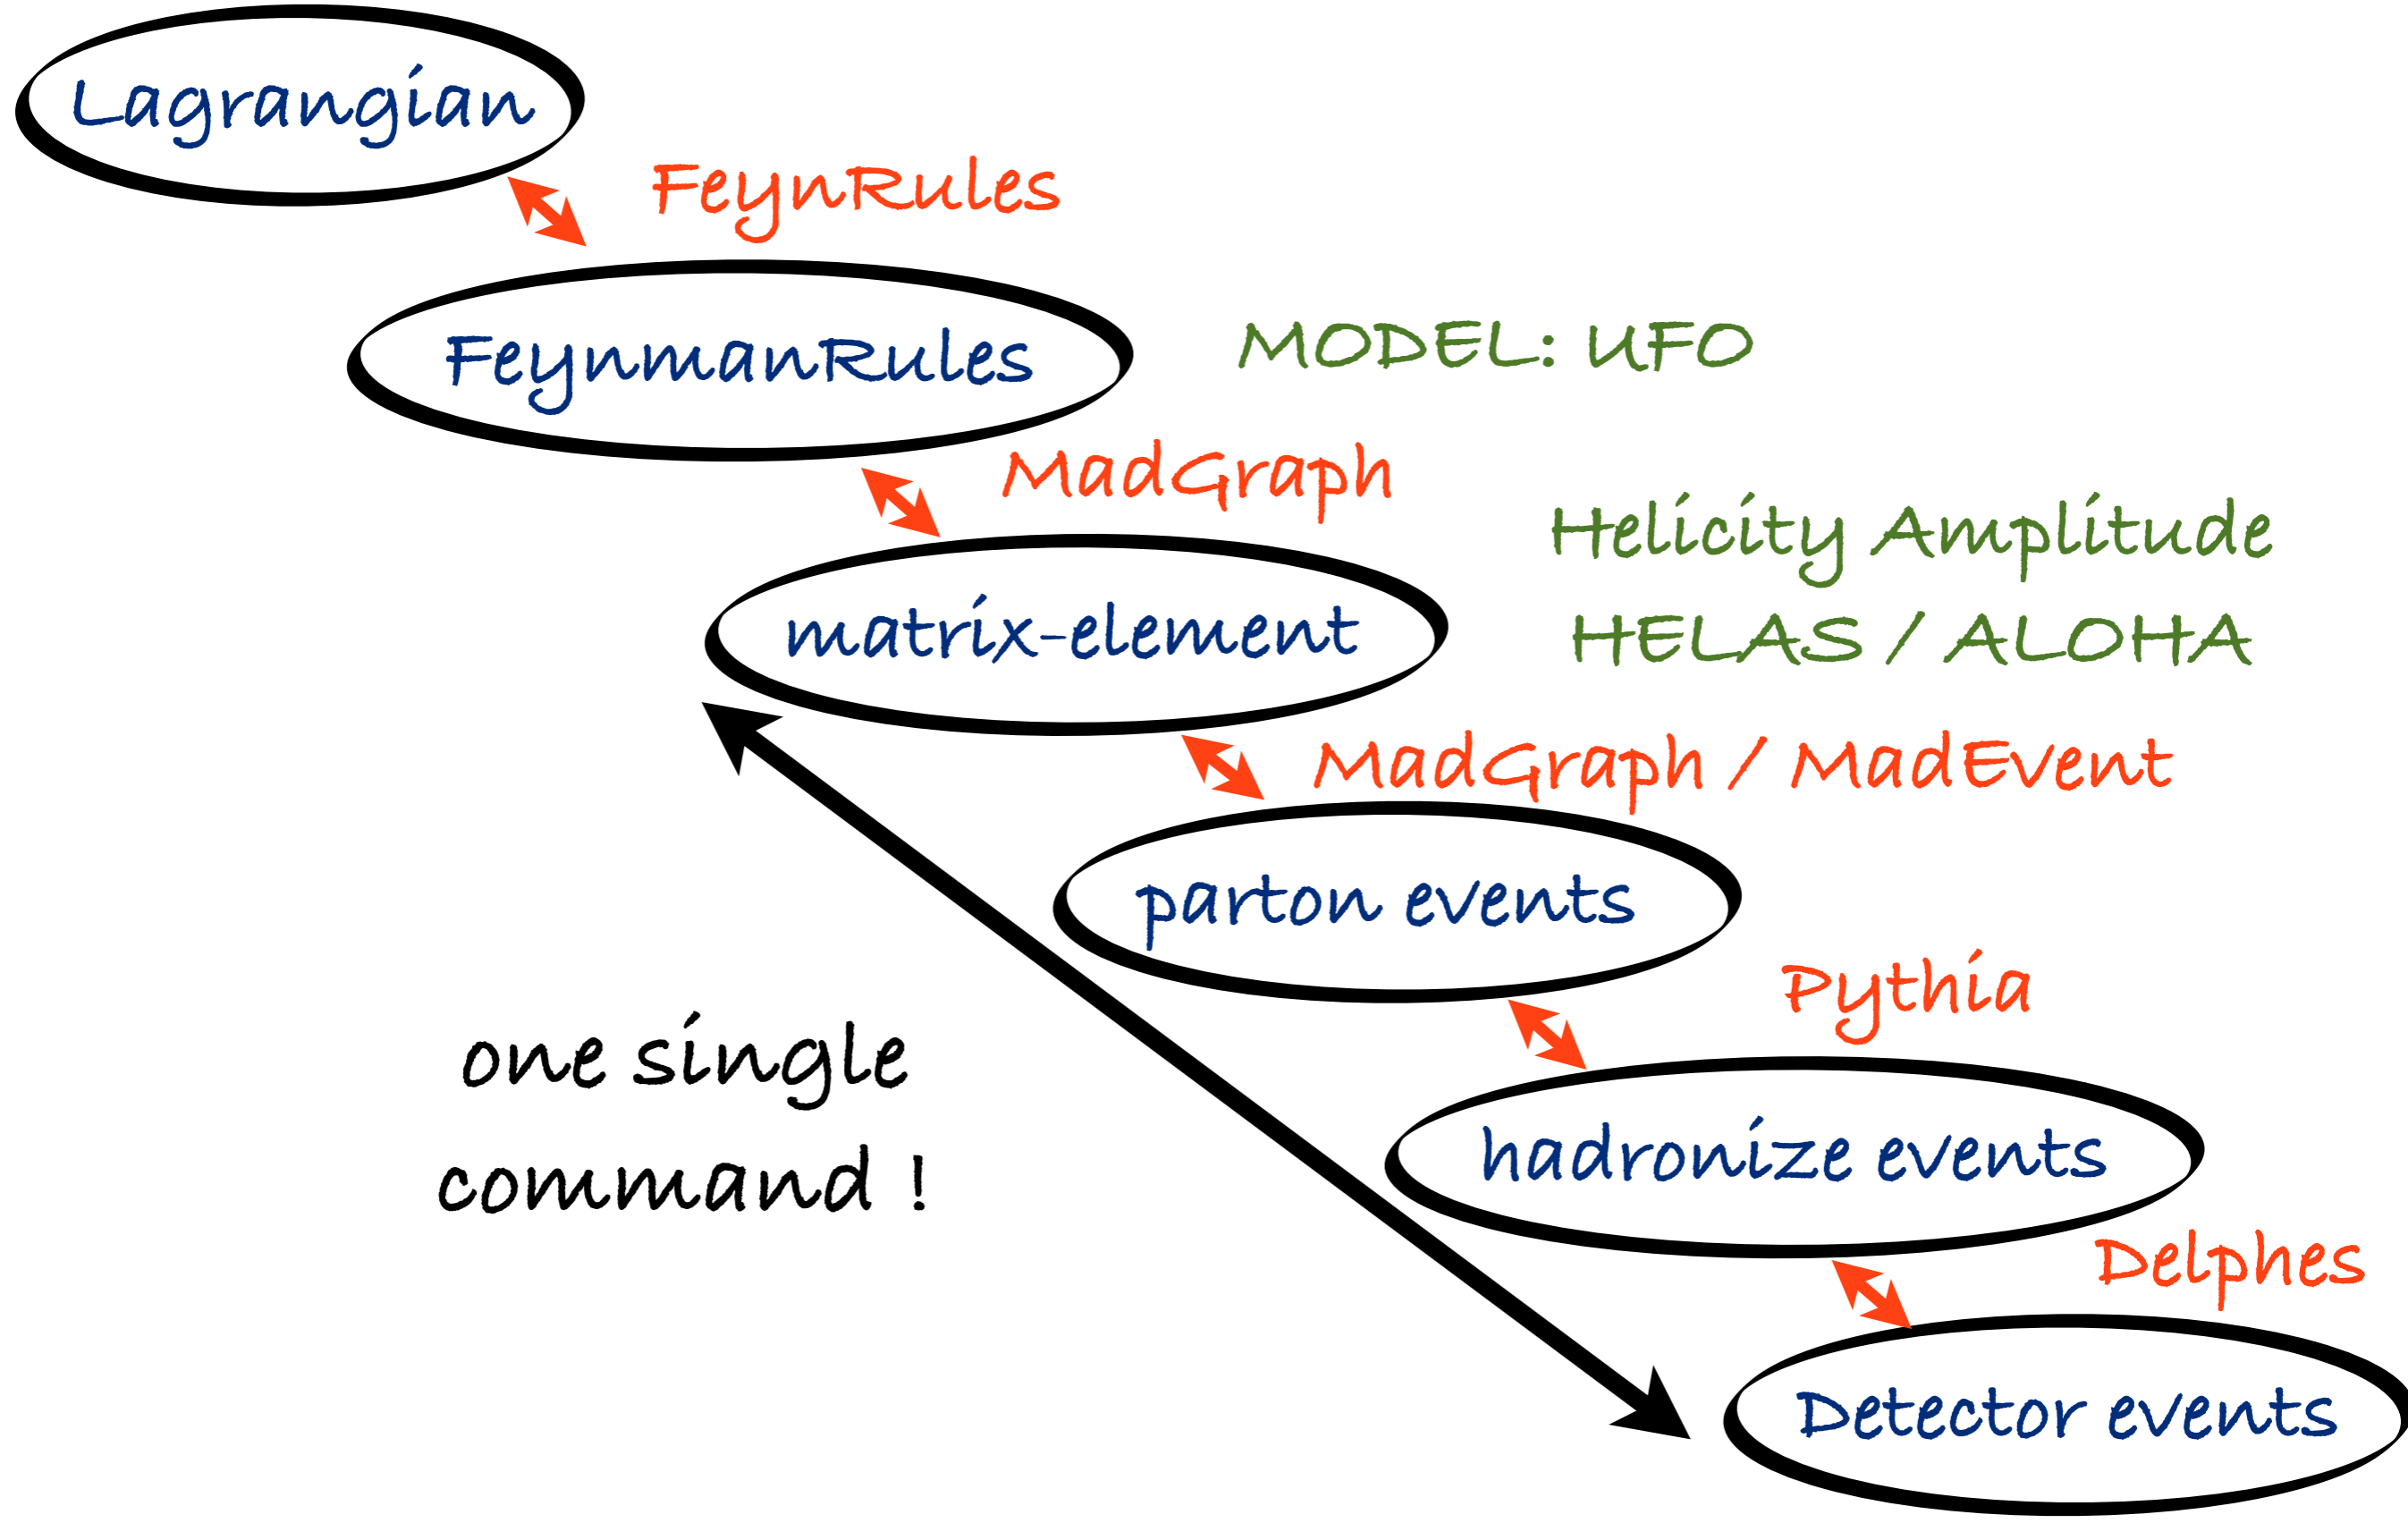 Lagrangian
FeynRules
FeynmanRules
MODEL: UFO
MadGraph
Helicity Amplitude
matrix-element
HELAS / ALOHA
MadGraph / MadEvent
parton events
Pythia
one single
command !
hadronize events
Delphes
Detector events